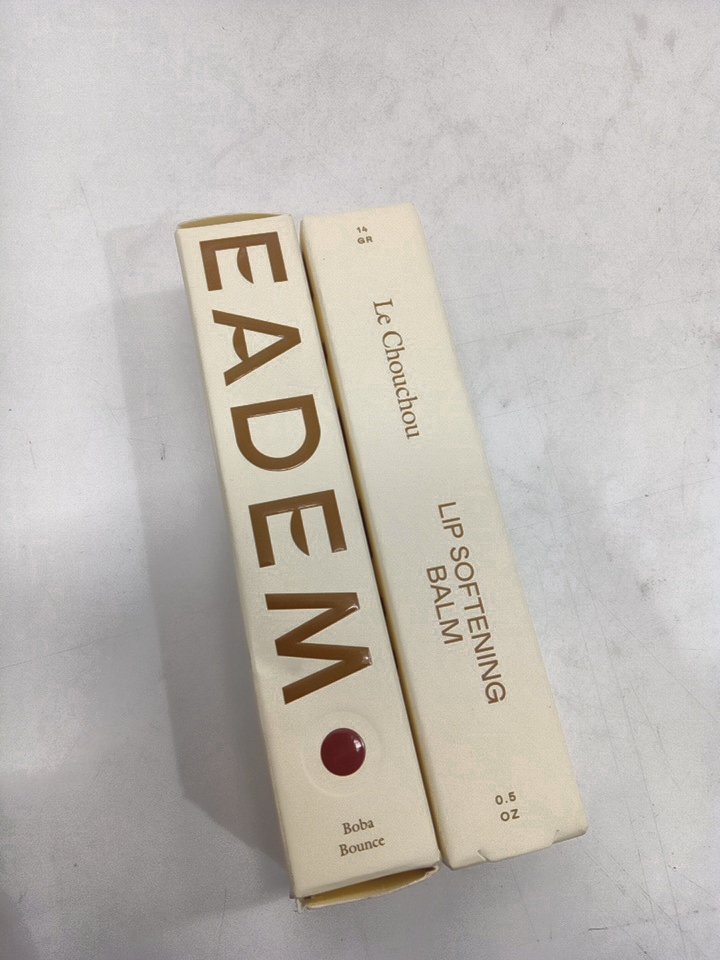 EADEM
Boba
Bounce
14
GR
Le Chouchou
LIP SOFTENING
BALM
0.5
OZ